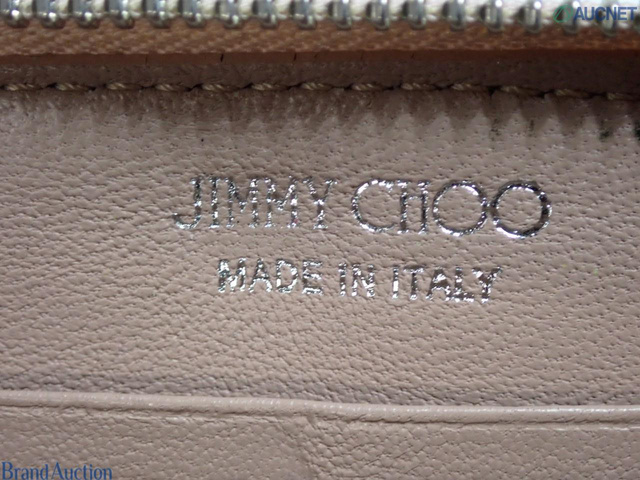 AUCNET
JIMMY CHOO
MADE IN ITALY
Brand Auction